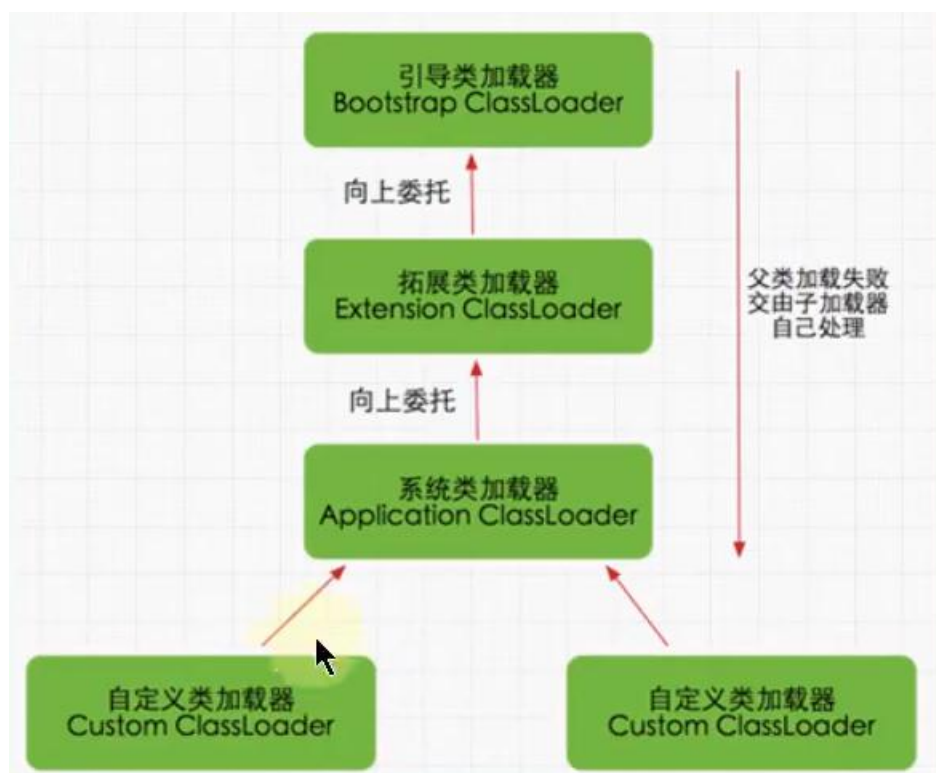 引导类加载器
Bootstrap ClassLoader
向上委托
拓展类加载器
Extension ClassLoader
父类加载失败
交由子加载器
自己处理
向上委托
系统类加载器
Application ClassLoader
自定义类加载器
Custom ClassLoader
自定义类加载器
Custom ClassLoader